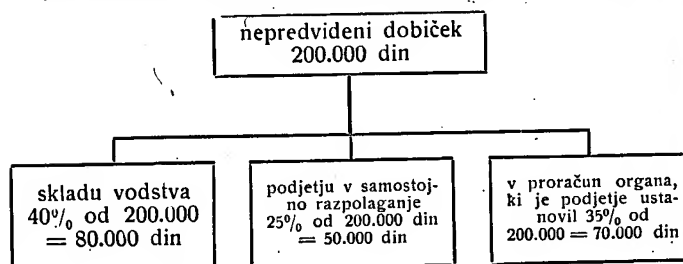 nepredvideni dobiček
200.000 din
skladu vodstva
40% od 200.000
= 80.000 din
podjetju v samostoj-
no razpolaganje
25% od 200.000 din
= 50.000 din
v proračun organa,
ki je podjetje usta-
novil 35% od
200.000 = 70.000 din